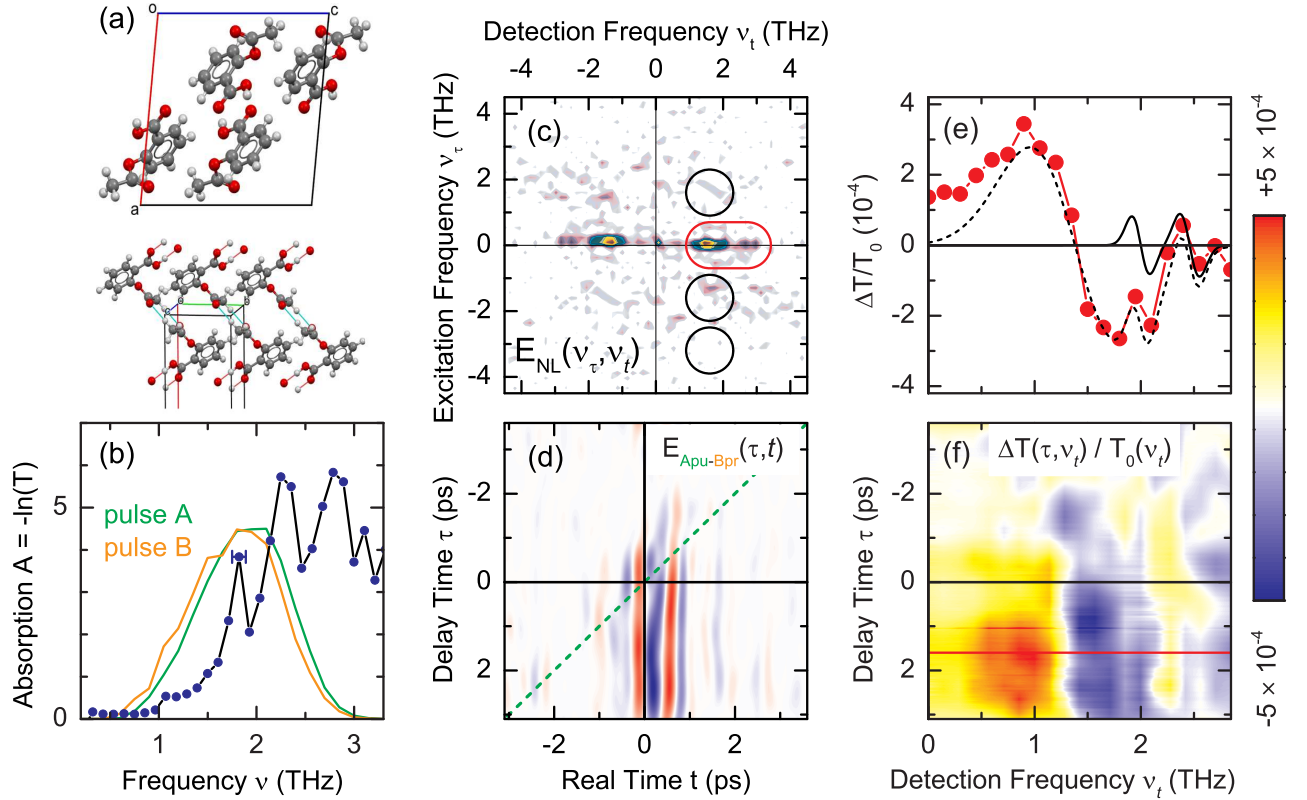 (a)
o
c
a
o
b
c
(b)
pulse A
pulse B
5
0
1
2
3
Absorption A = -ln(T)
Frequency ν (THz)
Detection Frequency ν_t (THz)
-4
-2
0
2
4
(c)
4
2
0
-2
-4
Excitation Frequency ν_τ (THz)
E_NL(ν_τ,ν_t)
(d)
E_Apu-Bpr(τ,t)
-2
0
2
Delay Time τ (ps)
-2
0
2
Real Time t (ps)
(e)
4
2
0
-2
-4
ΔT/T_0 (10^-4)
(f)
ΔT(τ,ν_t) / T_0(ν_t)
-2
0
2
Delay Time τ (ps)
0
1
2
Detection Frequency ν_t (THz)
+5 × 10^-4
-5 × 10^-4